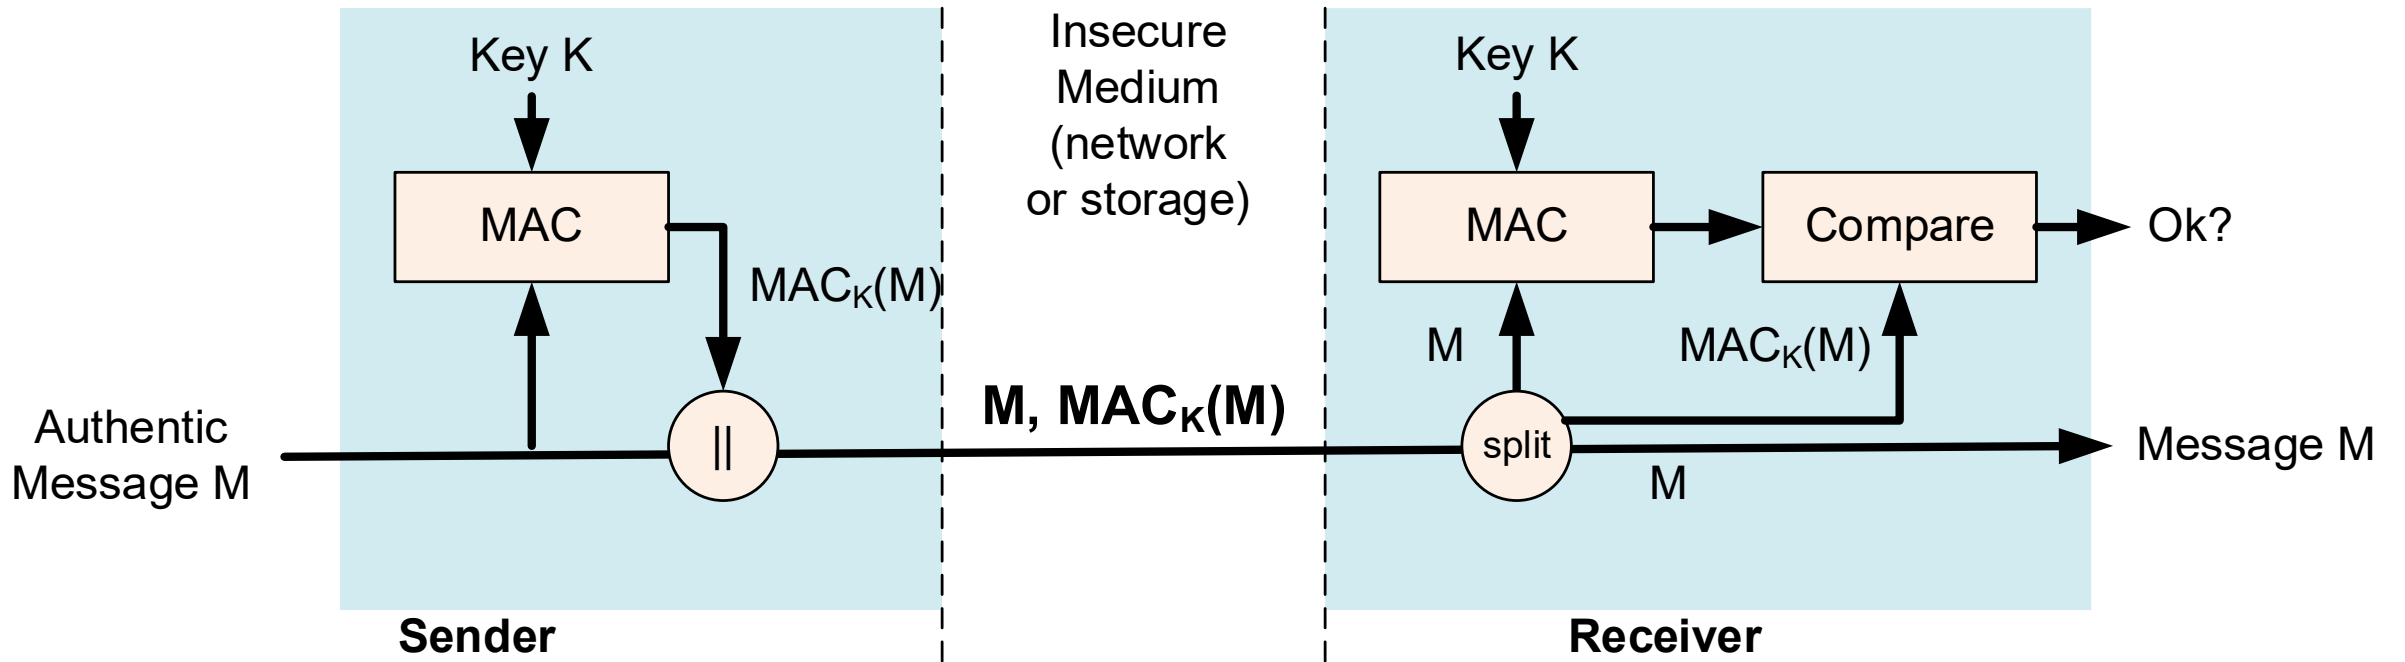 Key K
MAC
MACK(M)
||
Authentic
Message M
Sender
Insecure
Medium
(network
or storage)
M, MACK(M)
Key K
MAC
Compare
Ok?
M
MACK(M)
split
M
Message M
Receiver